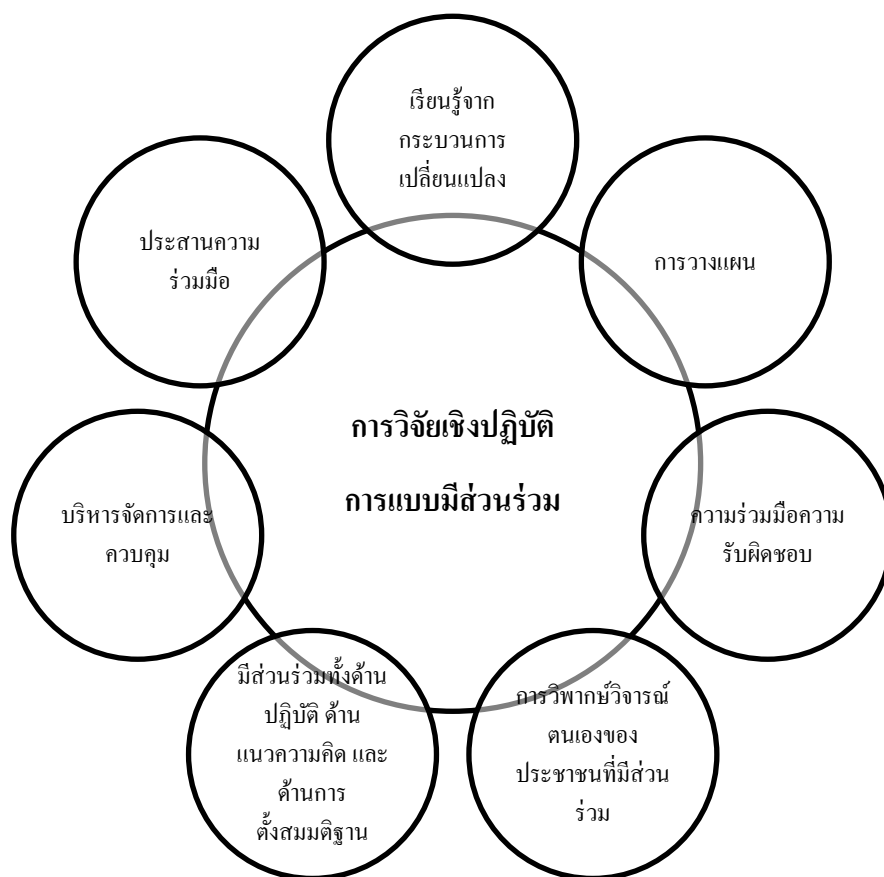 เรียนรู้จาก
กระบวนการ
เปลี่ยนแปลง
ประสานความ
ร่วมมือ
การวางแผน
การวิจัยเชิงปฏิบัติ
การแบบมีส่วนร่วม
บริหารจัดการและ
ควบคุม
ความร่วมมือความ
รับผิดชอบ
มีส่วนร่วมทั้งด้าน
ปฏิบัติ ด้าน
แนวความคิด และ
ด้านการ
ตั้งสมมติฐาน
การวิพากษ์วิจารณ์
ตนเองของ
ประชาชนที่มีส่วน
ร่วม